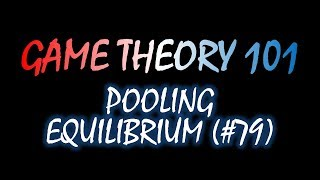 GAME THEORY 101
POOLING
EQUILIBRIUM (#79)